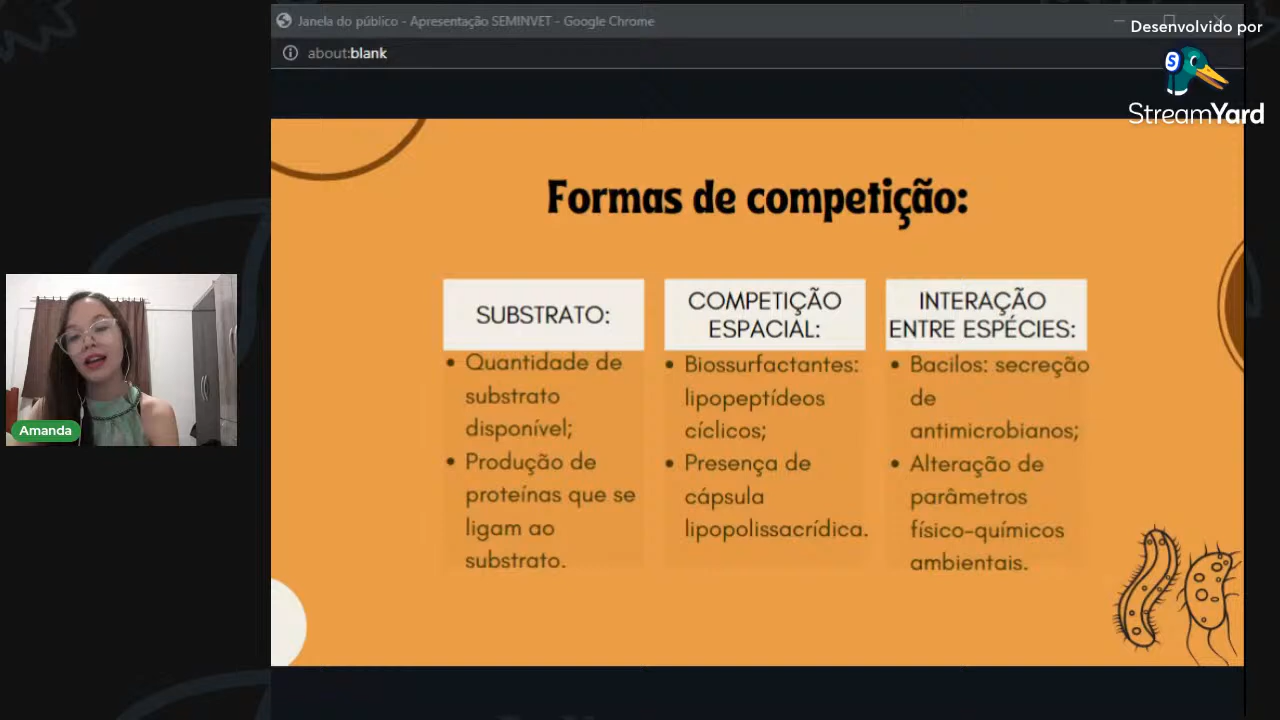 Janela do público - Apresentação SEMINVET - Google Chrome
about:blank
Desenvolvido por
S
StreamYard
Formas de competição:
SUBSTRATO:
• Quantidade de
substrato
disponível;
• Produção de
proteínas que se
ligam ao
substrato.
COMPETIÇÃO
ESPACIAL:
• Biossurfactantes:
lipopeptídeos
cíclicos;
• Presença de
cápsula
lipopolissacrídica.
INTERAÇÃO
ENTRE ESPÉCIES:
• Bacilos: secreção
de
antimicrobianos;
• Alteração de
parâmetros
físico-químicos
ambientais.
Amanda